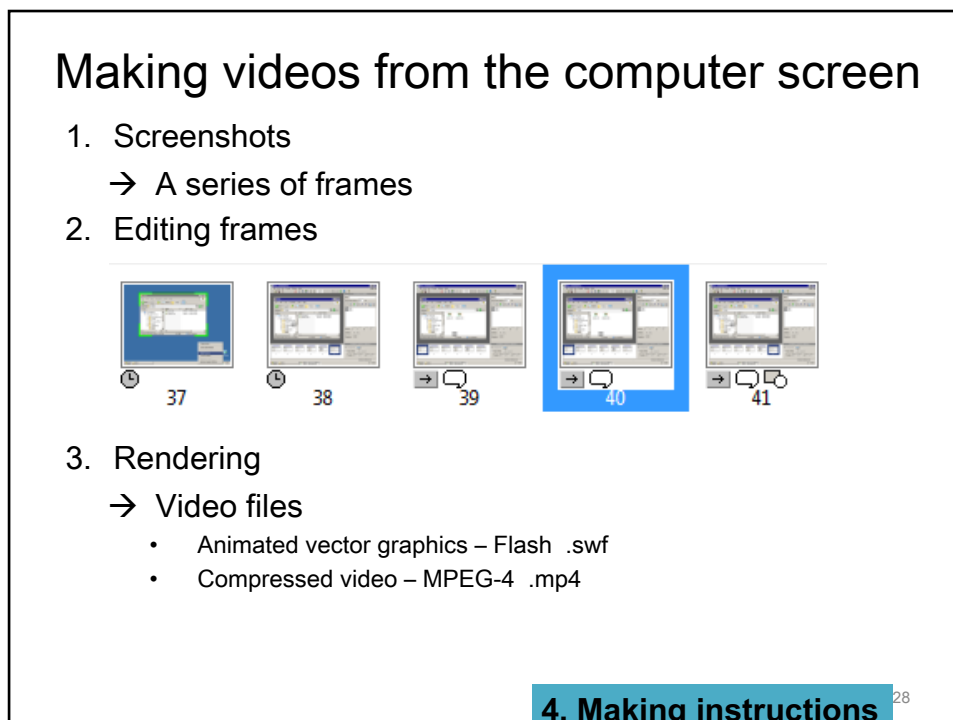 Making videos from the computer screen
1. Screenshots
→ A series of frames
2. Editing frames
37 38 39 40 41
3. Rendering
→ Video files
• Animated vector graphics – Flash .swf
• Compressed video – MPEG-4 .mp4
4. Making instructions
28